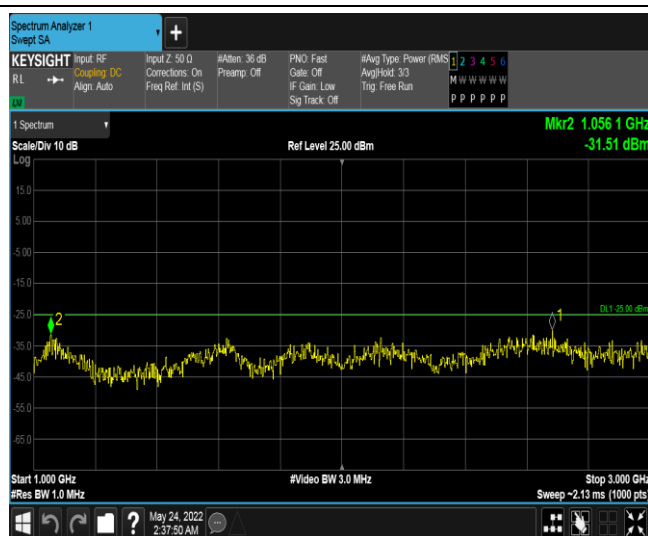 Spectrum Analyzer 1
Swept SA
KEYSIGHT Input: RF Input Z: 50 Ω #Atten: 36 dB PNO: Fast #Avg Type: Power (RMS 1 2 3 4 5 6
RL Coupling: DC Corrections: On Preamp: Off Gate: Off Avg|Hold: 3/3 M W W W W W
Align: Auto Freq Ref: Int (S) IF Gain: Low Trig: Free Run
Sig Track: Off P P P P P P
1 Spectrum Mkr2 1.056 1 GHz
Scale/Div 10 dB Ref Level 25.00 dBm -31.51 dBm
Log
15.0
5.00
-5.00
-15.0
-25.0 DL1 -25.00 dBm
2 1
-35.0
-45.0
-55.0
-65.0
Start 1.000 GHz #Video BW 3.0 MHz Stop 3.000 GHz
#Res BW 1.0 MHz Sweep ~2.13 ms (1000 pts)
? May 24, 2022
2:37:50 AM